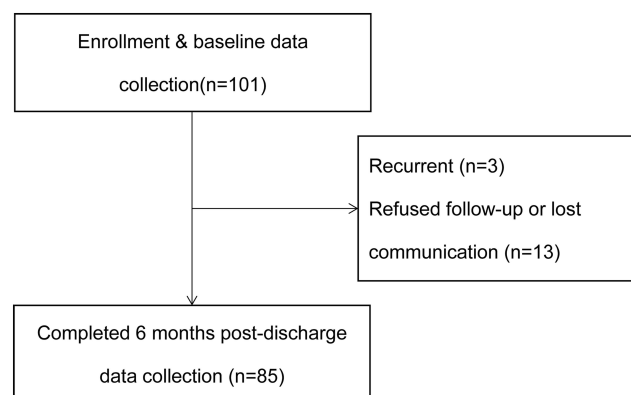 Enrollment & baseline data
collection(n=101)
Recurrent (n=3)
Refused follow-up or lost
communication (n=13)
Completed 6 months post-discharge
data collection (n=85)